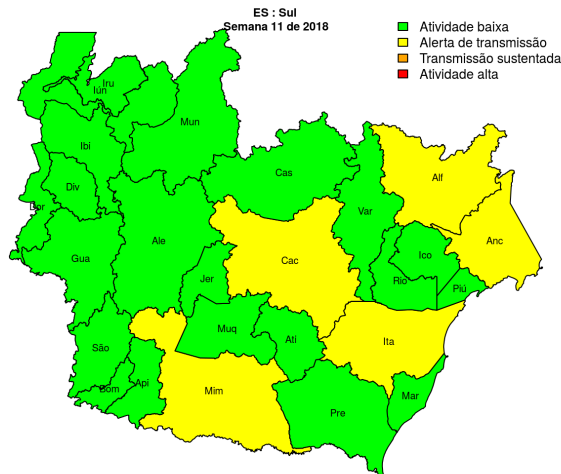 ES : Sul
Semana 11 de 2018
Atividade baixa
Alerta de transmissão
Transmissão sustentada
Atividade alta
Iru
Iún
Mun
Ibi
Cas
Alf
Div
Dor
Var
Ale
Anc
Gua
Cac
Ico
Jer
Rio
Piú
Muq
Ati
Ita
São
Api
Bom
Mim
Mar
Pre